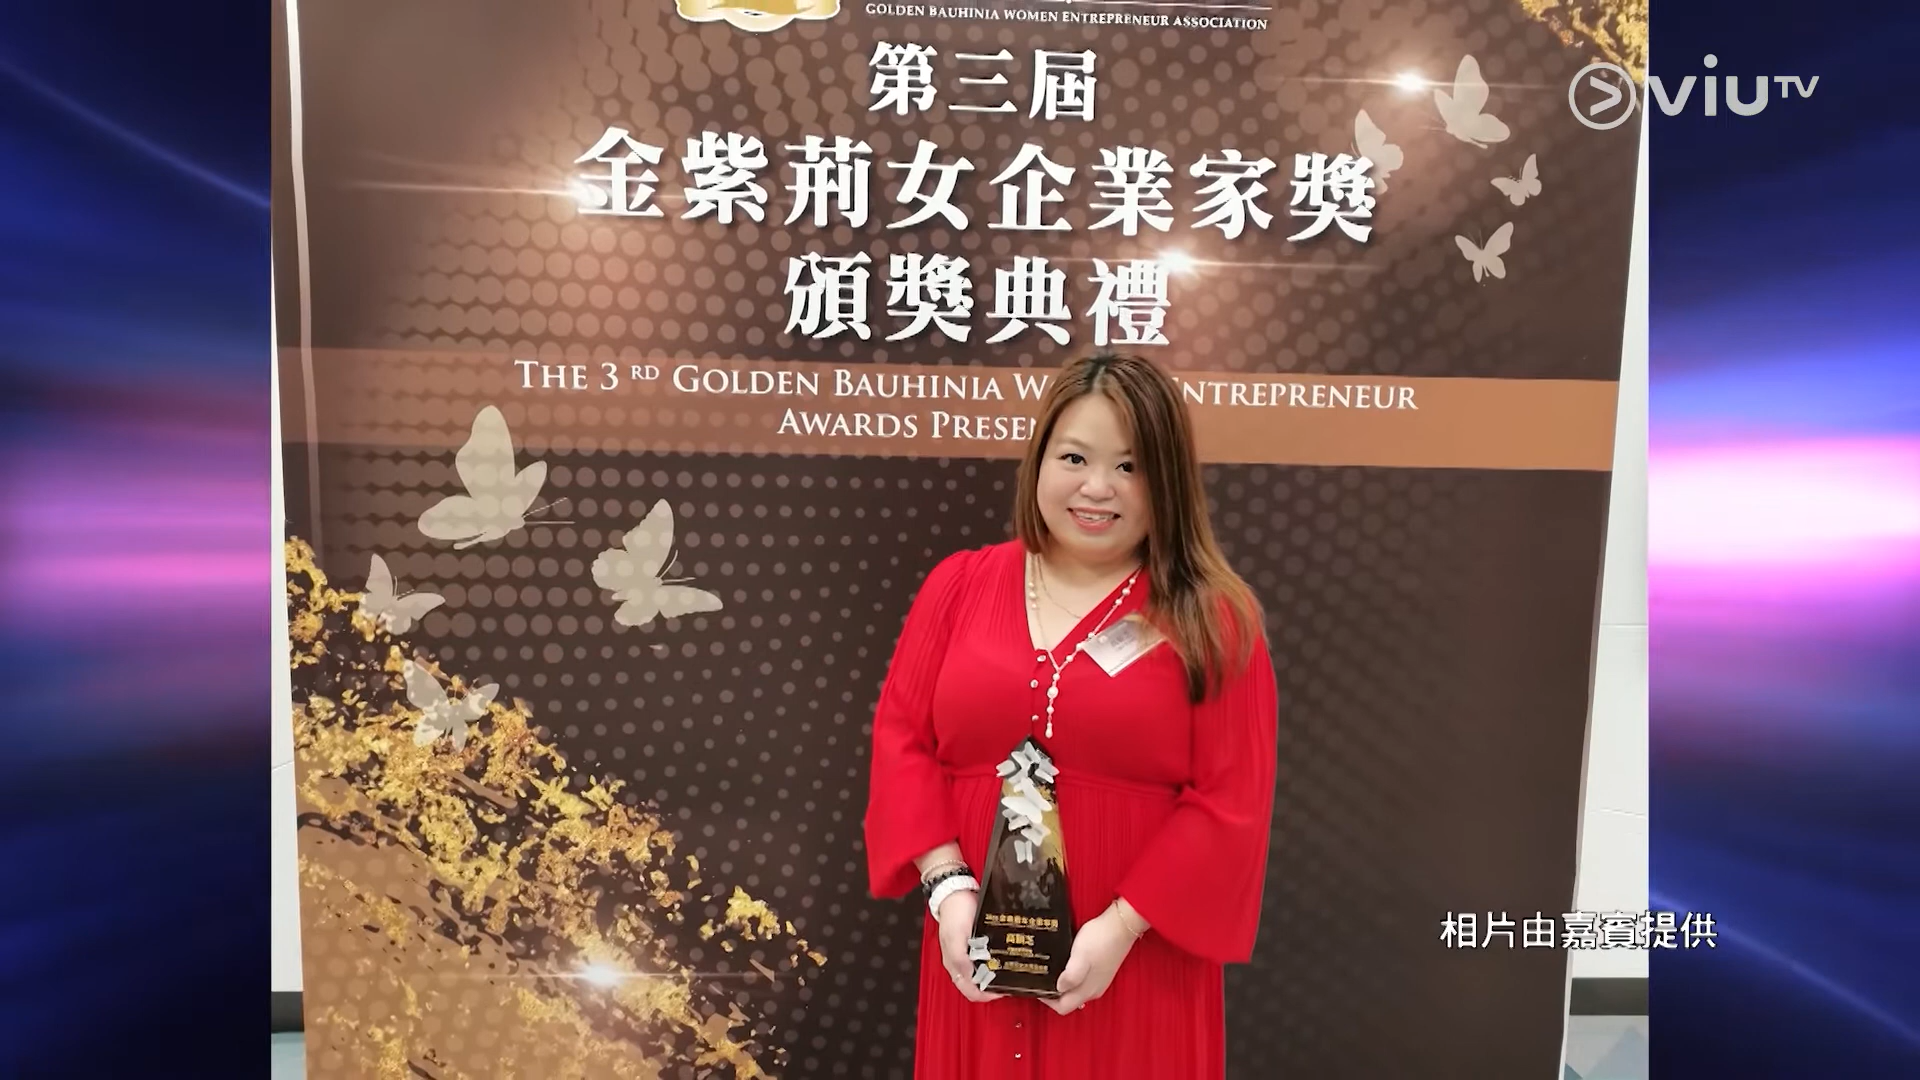 GOLDEN BAUHINIA WOMEN ENTREPRENEUR ASSOCIATION
viuTV
第三屆
金紫荊女企業家獎
頒獎典禮
THE 3RD GOLDEN BAUHINIA WO ENTREPRENEUR
AWARDS PRESEN
相片由嘉賓提供